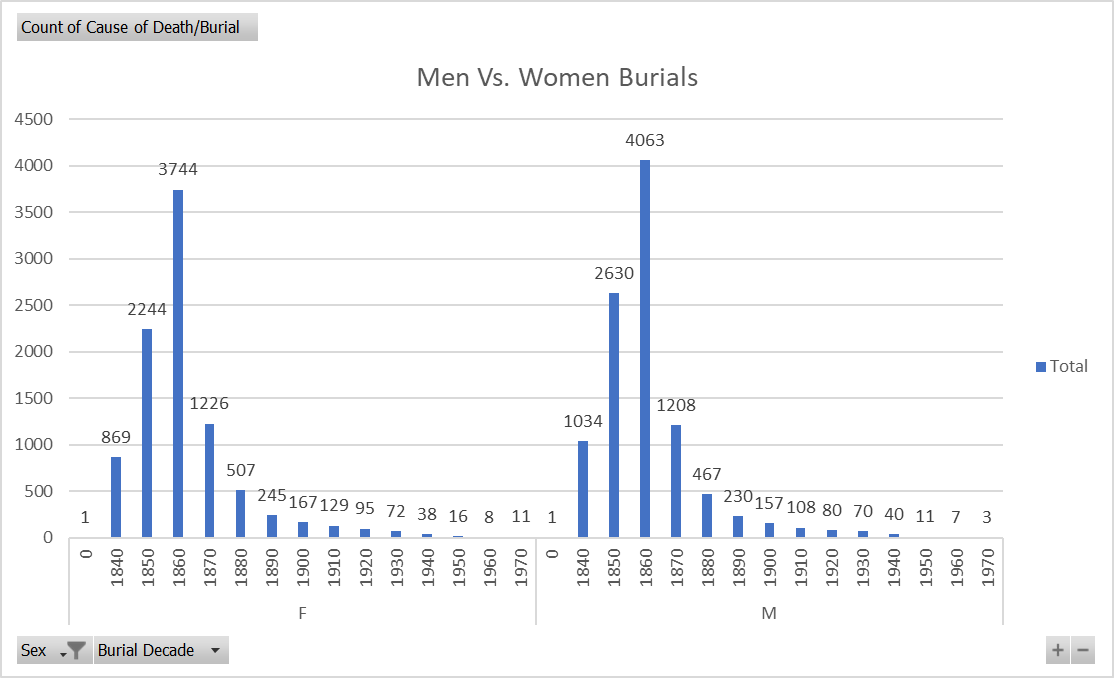 Count of Cause of Death/Burial
Men Vs. Women Burials
4500
4000
3500
3000
2500
2000
1500
1000
500
0
1 869 2244 3744 1226 507 245 167 129 95 72 38 16 8 11
1 1034 2630 4063 1208 467 230 157 108 80 70 40 11 7 3
0 1840 1850 1860 1870 1880 1890 1900 1910 1920 1930 1940 1950 1960 1970
0 1840 1850 1860 1870 1880 1890 1900 1910 1920 1930 1940 1950 1960 1970
F M
Total
Sex Burial Decade
+ −